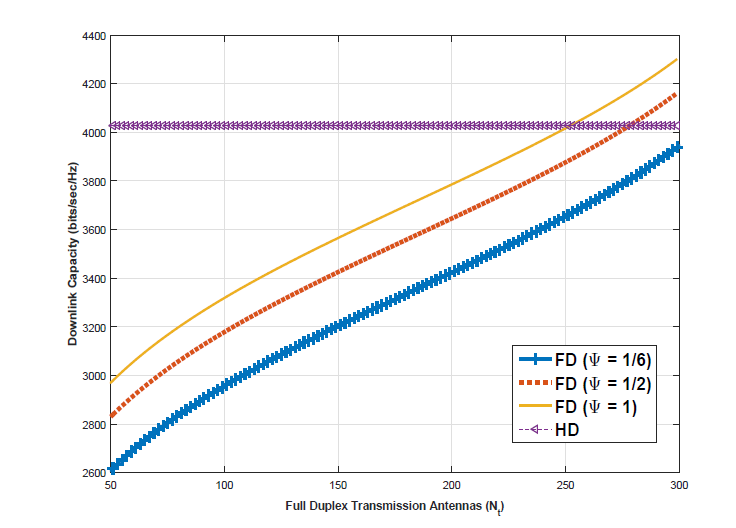 4400
4200
4000
3800
3600
3400
3200
3000
2800
2600
Downlink Capacity (bits/sec/Hz)
50 100 150 200 250 300
Full Duplex Transmission Antennas (Nt)
FD (Ψ = 1/6)
FD (Ψ = 1/2)
FD (Ψ = 1)
HD